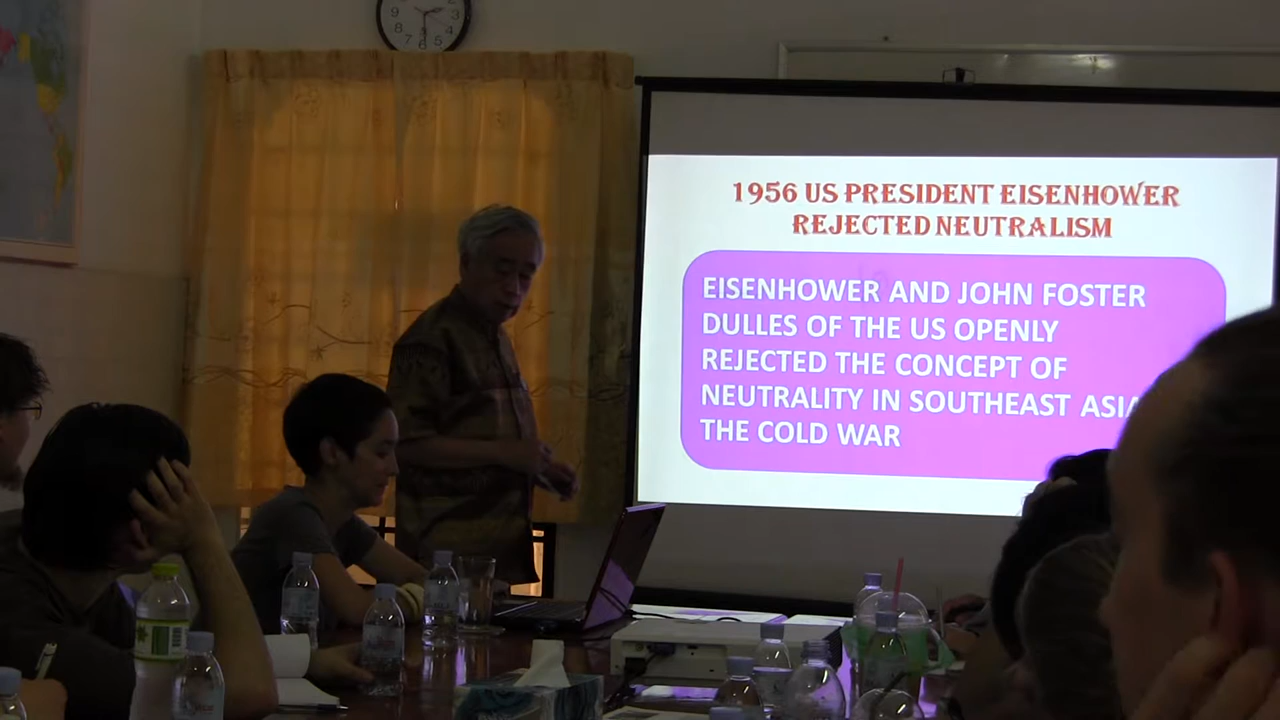 1956 US PRESIDENT EISENHOWER
REJECTED NEUTRALISM
EISENHOWER AND JOHN FOSTER
DULLES OF THE US OPENLY
REJECTED THE CONCEPT OF
NEUTRALITY IN SOUTHEAST ASIA
THE COLD WAR